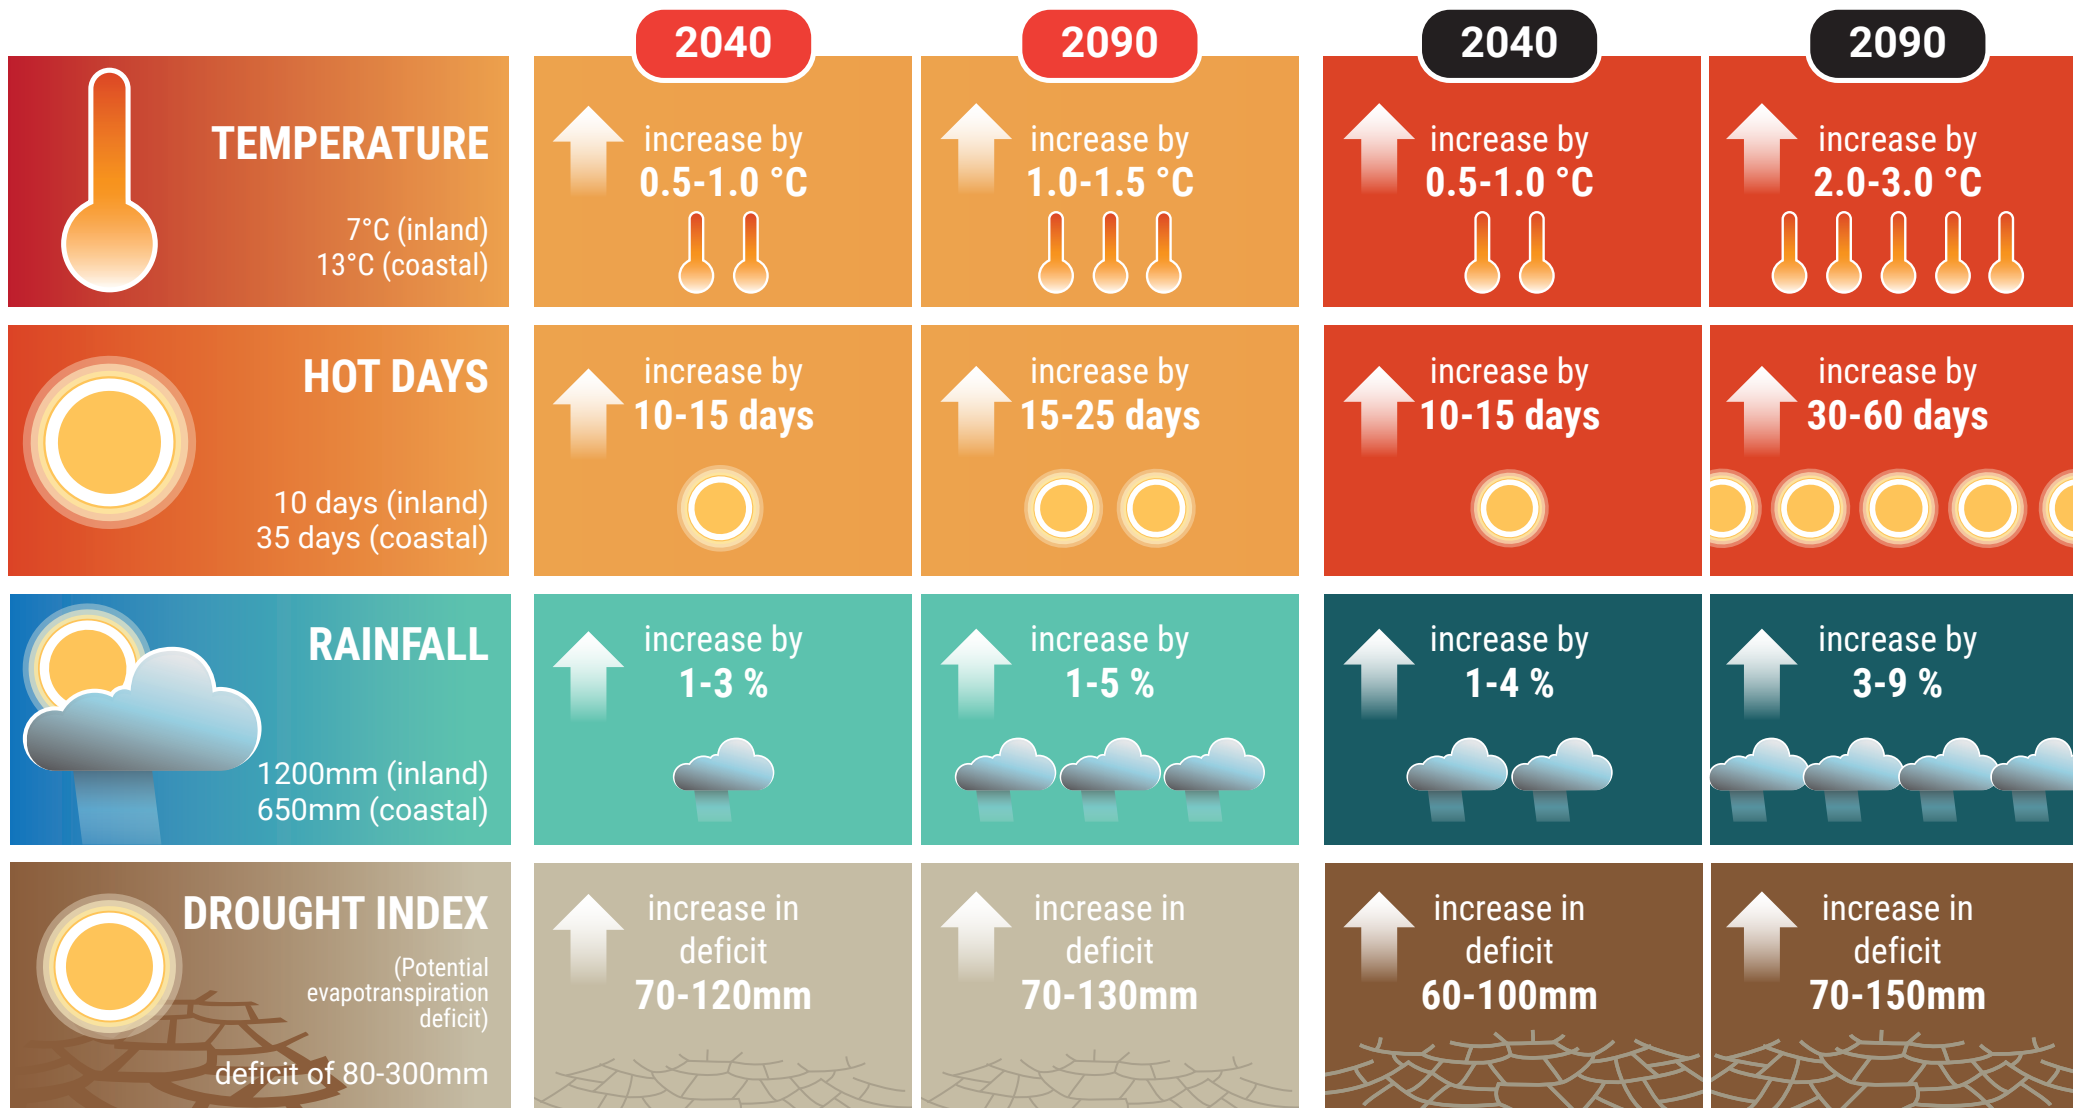 2040
2090
2040
2090
TEMPERATURE
7°C (inland)
13°C (coastal)
increase by
0.5-1.0 °C
increase by
1.0-1.5 °C
increase by
0.5-1.0 °C
increase by
2.0-3.0 °C
HOT DAYS
10 days (inland)
35 days (coastal)
increase by
10-15 days
increase by
15-25 days
increase by
10-15 days
increase by
30-60 days
RAINFALL
1200mm (inland)
650mm (coastal)
increase by
1-3 %
increase by
1-5 %
increase by
1-4 %
increase by
3-9 %
DROUGHT INDEX
(Potential
evapotranspiration
deficit)
deficit of 80-300mm
increase in
deficit
70-120mm
increase in
deficit
70-130mm
increase in
deficit
60-100mm
increase in
deficit
70-150mm